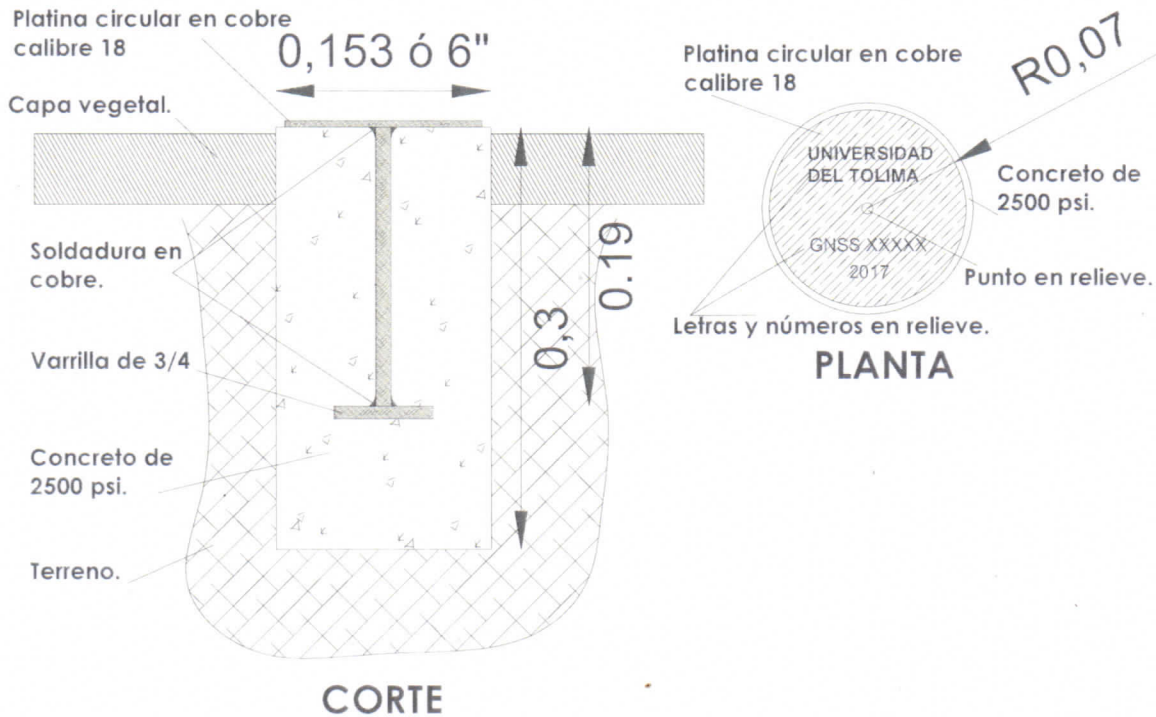 Platina circular en cobre
calibre 18
0,153 ó 6"
Capa vegetal.
Soldadura en
cobre.
Varrilla de 3/4
Concreto de
2500 psi.
Terreno.
0,3
0.19
CORTE
Platina circular en cobre
calibre 18
R0,07
UNIVERSIDAD
DEL TOLIMA
GNSS XXXXX
2017
Concreto de
2500 psi.
Punto en relieve.
Letras y números en relieve.
PLANTA